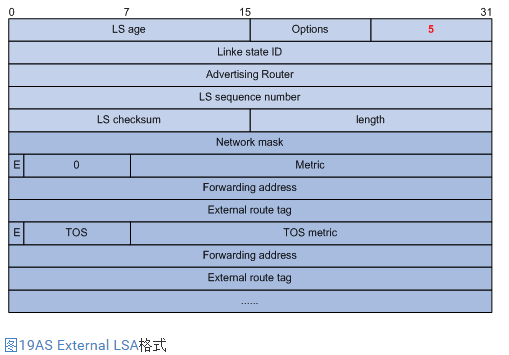 0 7 15 31
LS age Options 5
Linke state ID
Advertising Router
LS sequence number
LS checksum length
Network mask
E 0 Metric
Forwarding address
External route tag
E TOS TOS metric
Forwarding address
External route tag
......
图19AS External LSA格式